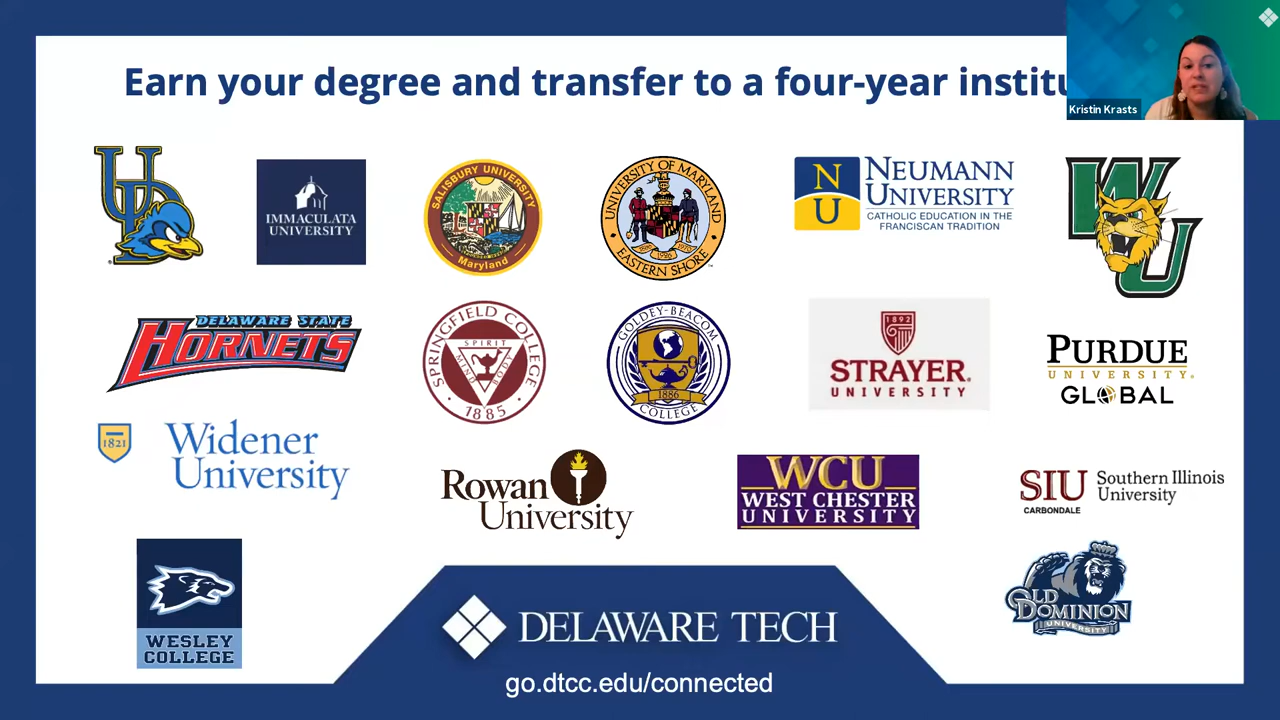 Earn your degree and transfer to a four-year institu
Kristin Krasts
UD
IMMACULATA
UNIVERSITY
SALISBURY UNIVERSITY
Maryland
UNIVERSITY OF MARYLAND
1886
EASTERN SHORE
NU
NEUMANN
UNIVERSITY
CATHOLIC EDUCATION IN THE
FRANCISCAN TRADITION
WU
DELAWARE STATE
HORNETS
SPRINGFIELD COLLEGE
SPIRIT
MIND
BODY
1885
GOLDEY-BEACOM
1886
COLLEGE
1892
STRAYER
UNIVERSITY
PURDUE
UNIVERSITY
GLOBAL
1821
Widener
University
Rowan
University
WCU
WEST CHESTER
UNIVERSITY
SIU
CARBONDALE
Southern Illinois
University
WESLEY
COLLEGE
OLD
DOMINION
UNIVERSITY
DELAWARE TECH
go.dtcc.edu/connected